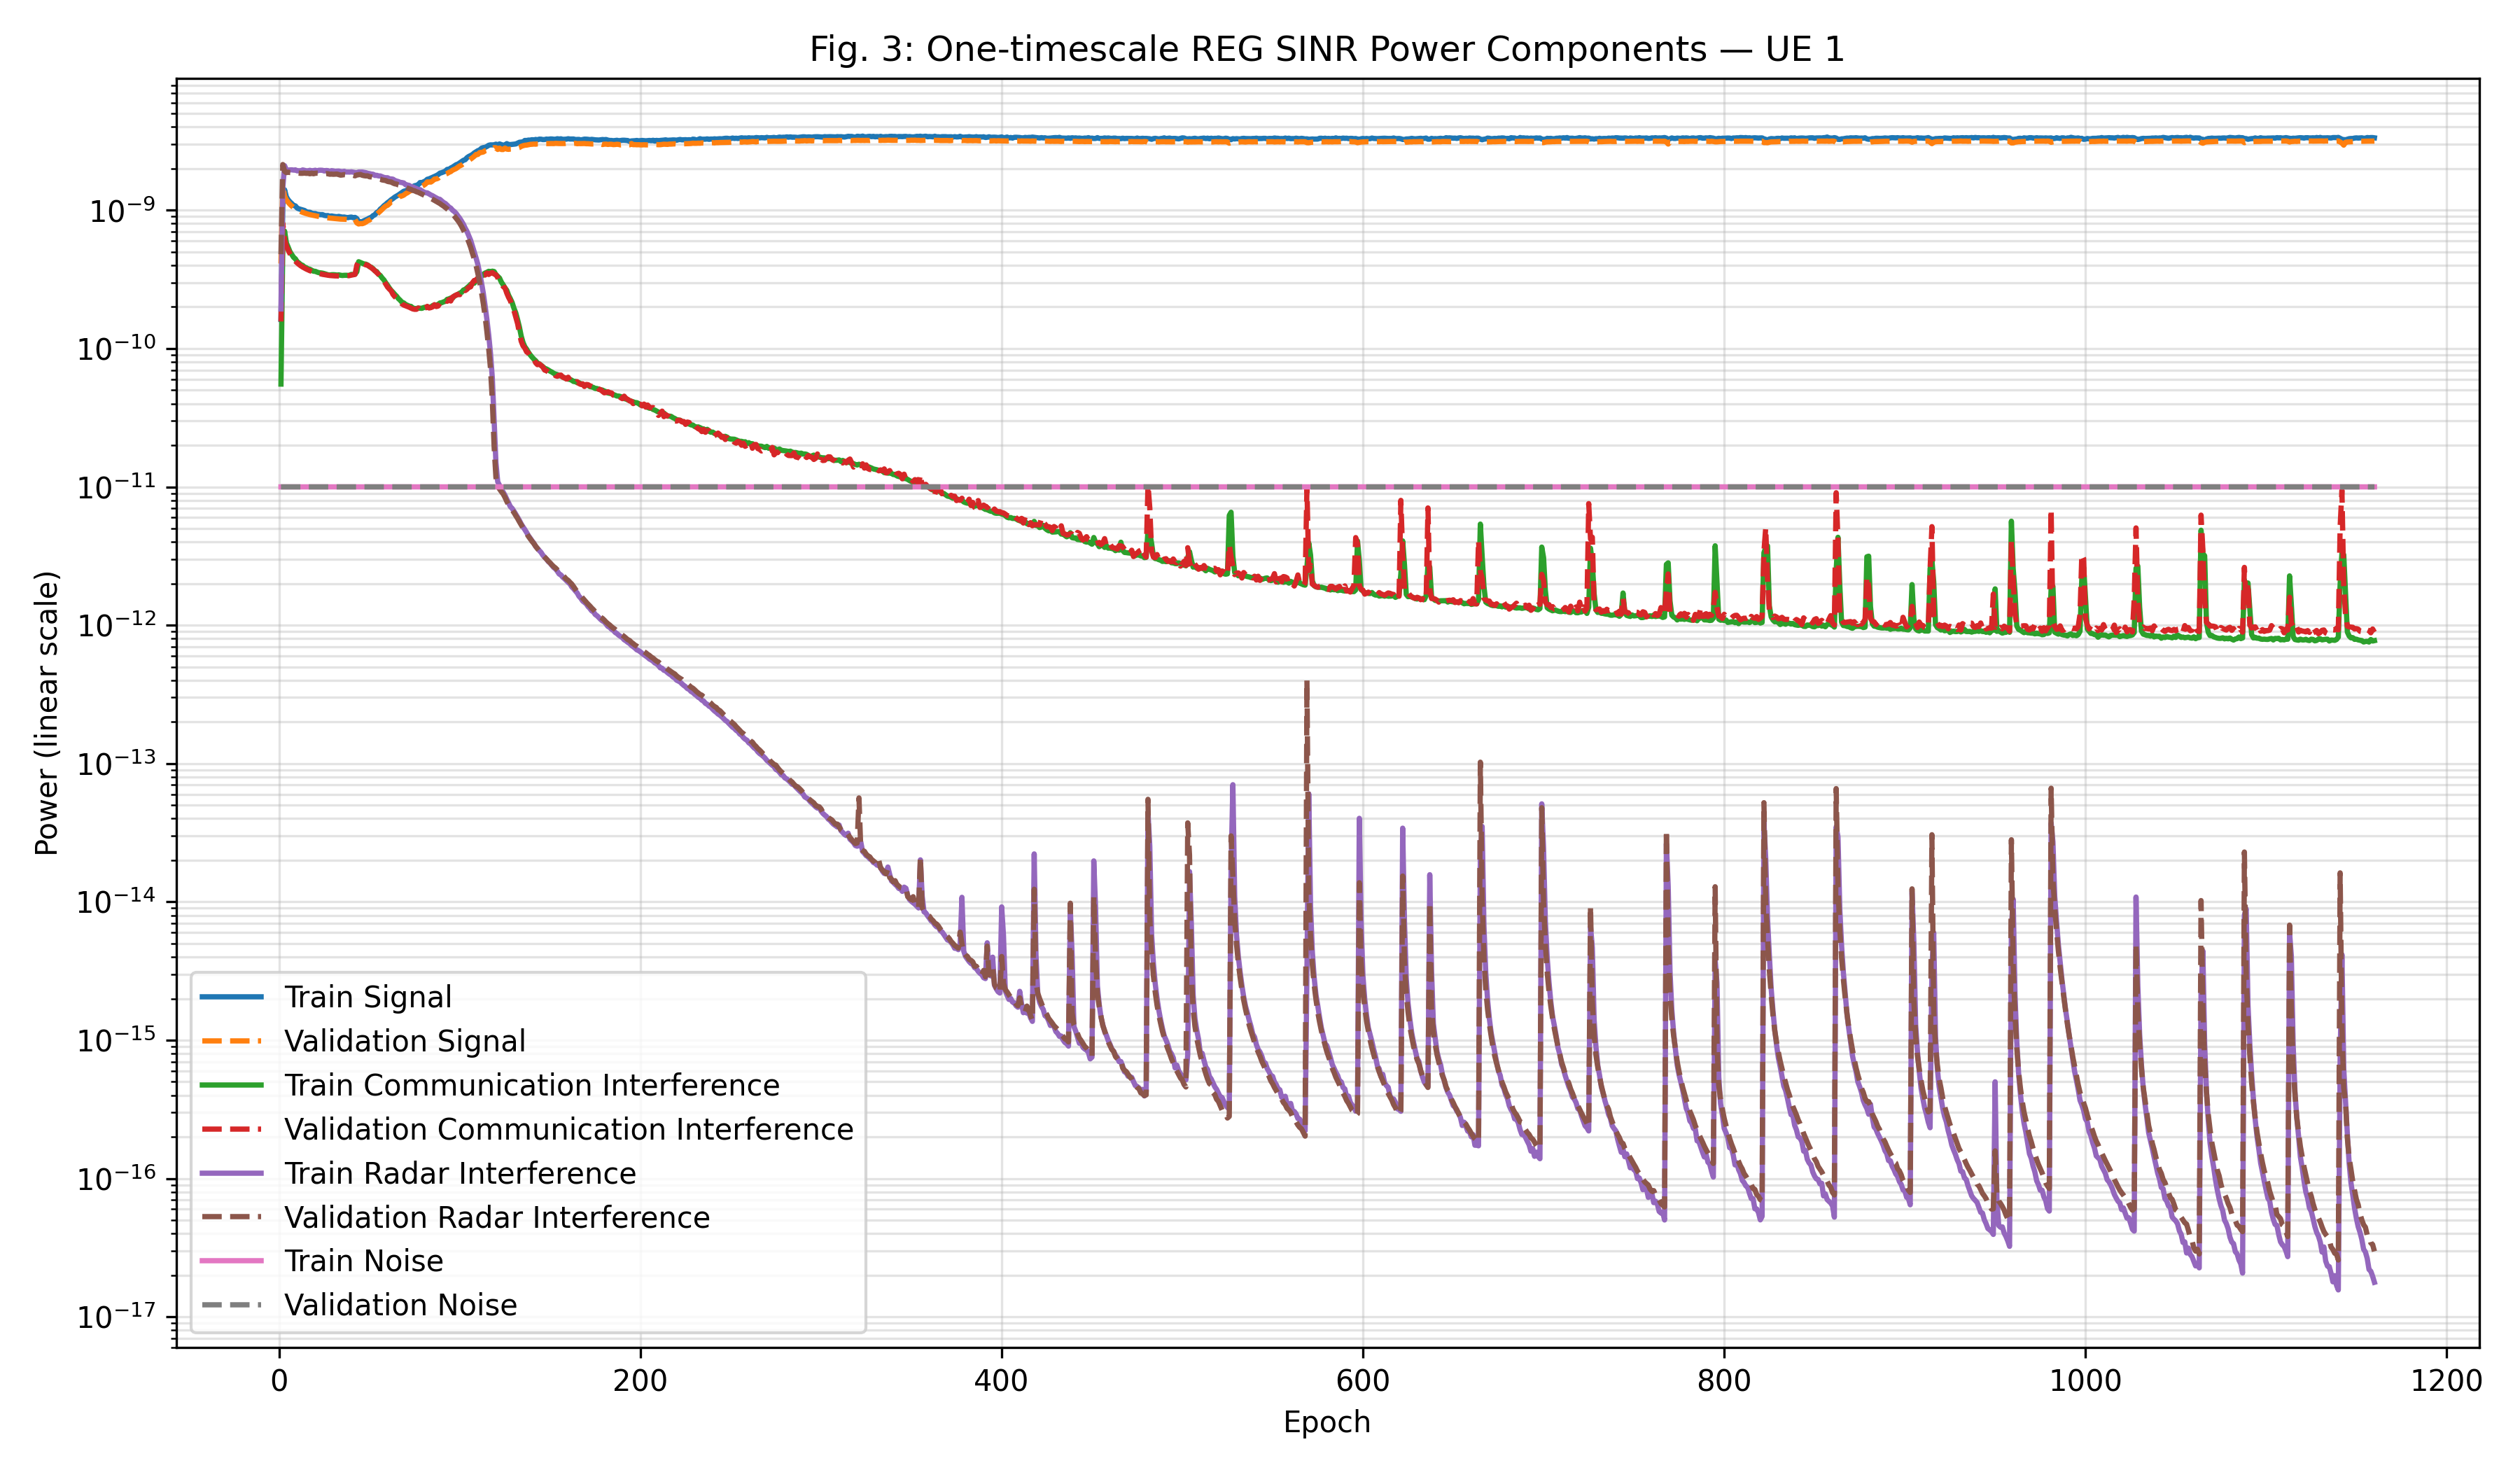 Fig. 3: One-timescale REG SINR Power Components — UE 1
Power (linear scale)
10⁻⁹
10⁻¹⁰
10⁻¹¹
10⁻¹²
10⁻¹³
10⁻¹⁴
10⁻¹⁵
10⁻¹⁶
10⁻¹⁷
Train Signal
Validation Signal
Train Communication Interference
Validation Communication Interference
Train Radar Interference
Validation Radar Interference
Train Noise
Validation Noise
0 200 400 600 800 1000 1200
Epoch